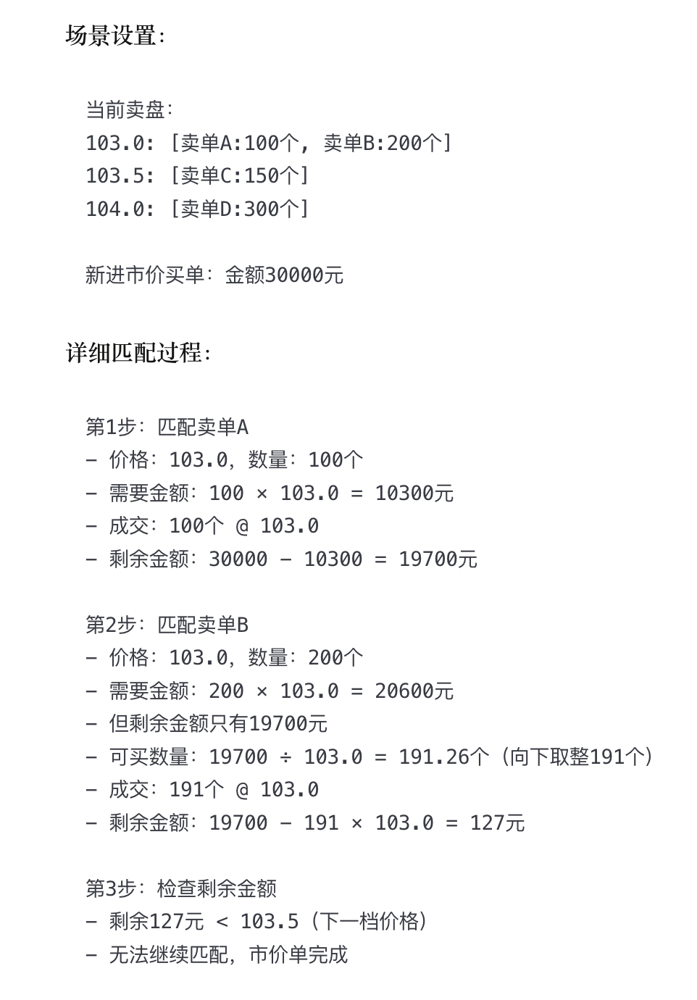 场景设置：
当前卖盘：
103.0: [卖单A:100个, 卖单B:200个]
103.5: [卖单C:150个]
104.0: [卖单D:300个]
新进市价买单：金额30000元
详细匹配过程：
第1步：匹配卖单A
- 价格：103.0，数量：100个
- 需要金额：100 × 103.0 = 10300元
- 成交：100个 @ 103.0
- 剩余金额：30000 - 10300 = 19700元
第2步：匹配卖单B
- 价格：103.0，数量：200个
- 需要金额：200 × 103.0 = 20600元
- 但剩余金额只有19700元
- 可买数量：19700 ÷ 103.0 = 191.26个（向下取整191个）
- 成交：191个 @ 103.0
- 剩余金额：19700 - 191 × 103.0 = 127元
第3步：检查剩余金额
- 剩余127元 < 103.5（下一档价格）
- 无法继续匹配，市价单完成